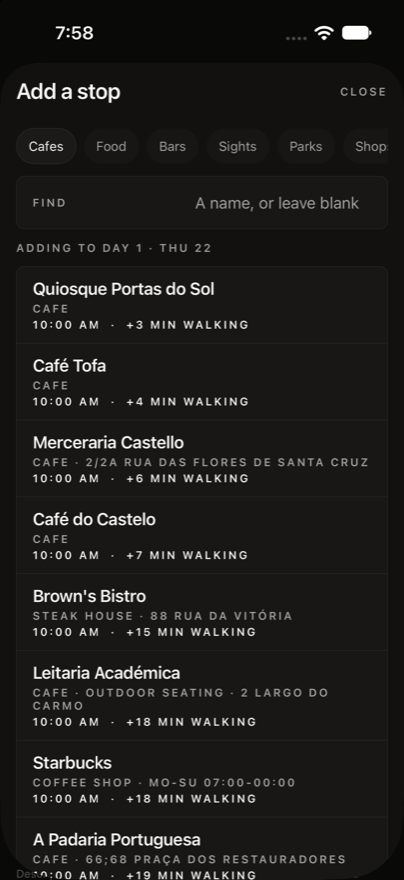 7:58
Add a stop
CLOSE
Cafes
Food
Bars
Sights
Parks
Shops
FIND
A name, or leave blank
ADDING TO DAY 1 · THU 22
Quiosque Portas do Sol
CAFE
10:00 AM · +3 MIN WALKING
Café Tofa
CAFE
10:00 AM · +4 MIN WALKING
Merceraria Castello
CAFE · 2/2A RUA DAS FLORES DE SANTA CRUZ
10:00 AM · +6 MIN WALKING
Café do Castelo
CAFE
10:00 AM · +7 MIN WALKING
Brown's Bistro
STEAK HOUSE · 88 RUA DA VITÓRIA
10:00 AM · +15 MIN WALKING
Leitaria Académica
CAFE · OUTDOOR SEATING · 2 LARGO DO
CARMO
10:00 AM · +18 MIN WALKING
Starbucks
COFFEE SHOP · MO-SU 07:00-00:00
10:00 AM · +18 MIN WALKING
A Padaria Portuguesa
CAFE · 66;68 PRAÇA DOS RESTAURADORES
10:00 AM · +19 MIN WALKING